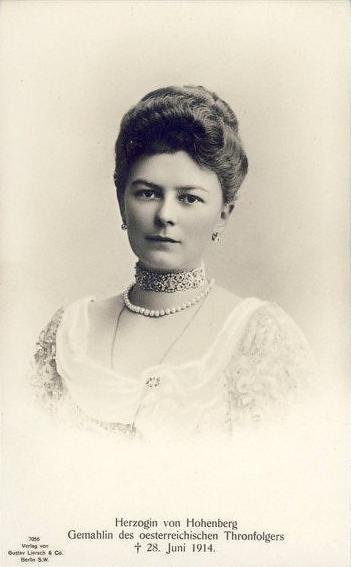 Herzogin von Hohenberg
Gemahlin des oesterreichischen Thronfolgers
† 28. Juni 1914.
7056
Verlag von
Gustav Liersch & Co.
Berlin S.W.